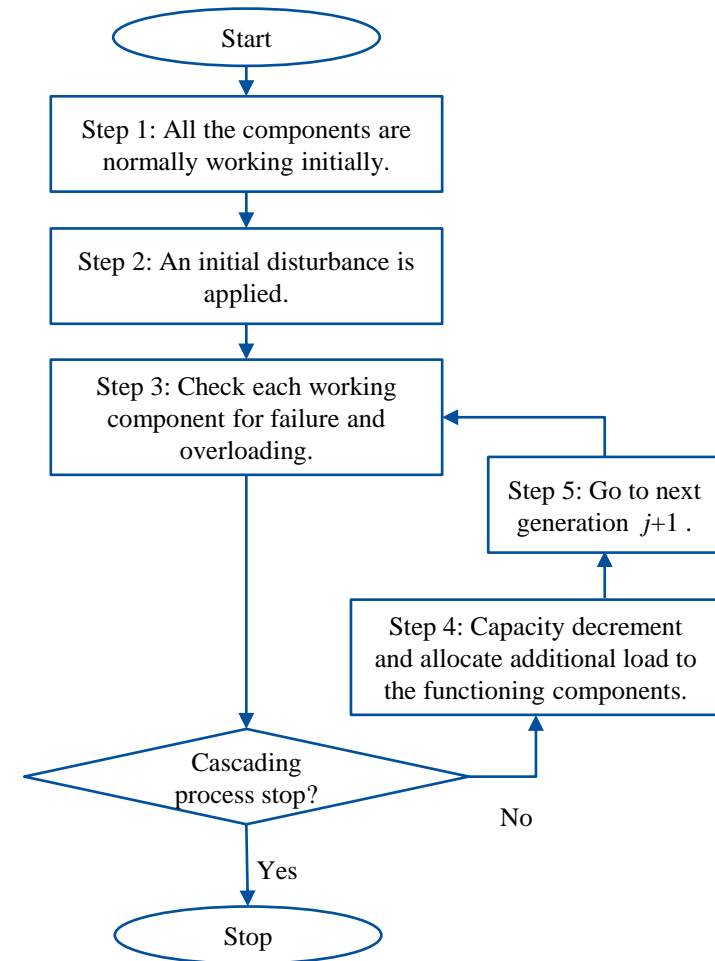 Start
Step 1: All the components are
normally working initially.
Step 2: An initial disturbance is
applied.
Step 3: Check each working
component for failure and
overloading.
Step 5: Go to next
generation j+1 .
Step 4: Capacity decrement
and allocate additional load to
the functioning components.
Cascading
process stop?
No
Yes
Stop